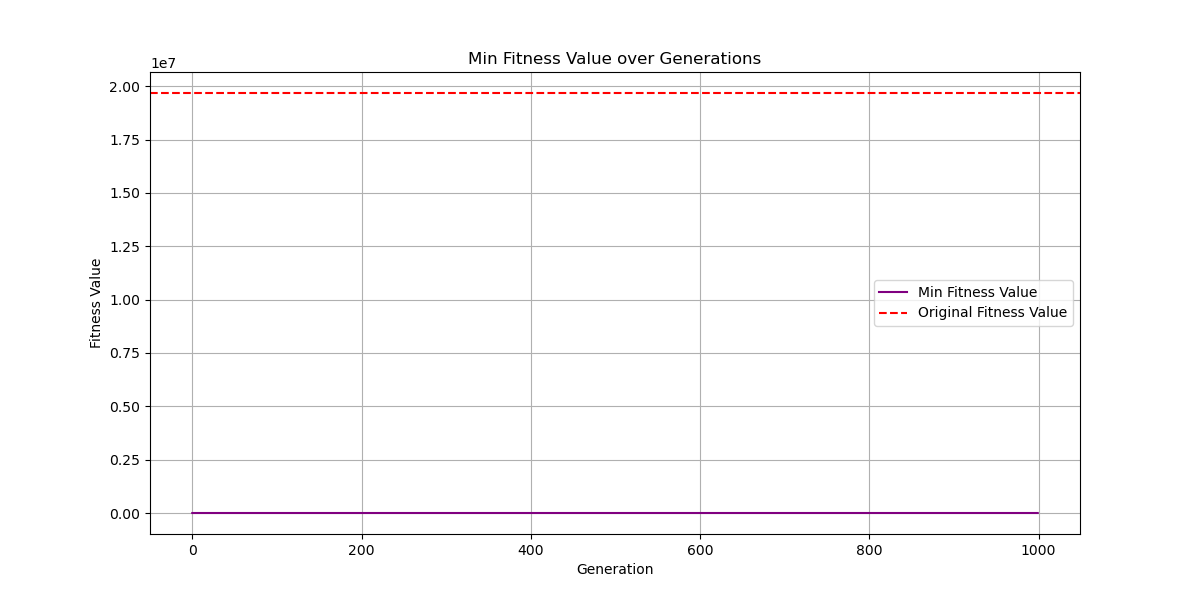 Min Fitness Value over Generations
1e7
2.00
1.75
1.50
1.25
1.00
0.75
0.50
0.25
0.00
Fitness Value
Min Fitness Value
Original Fitness Value
0 200 400 600 800 1000
Generation